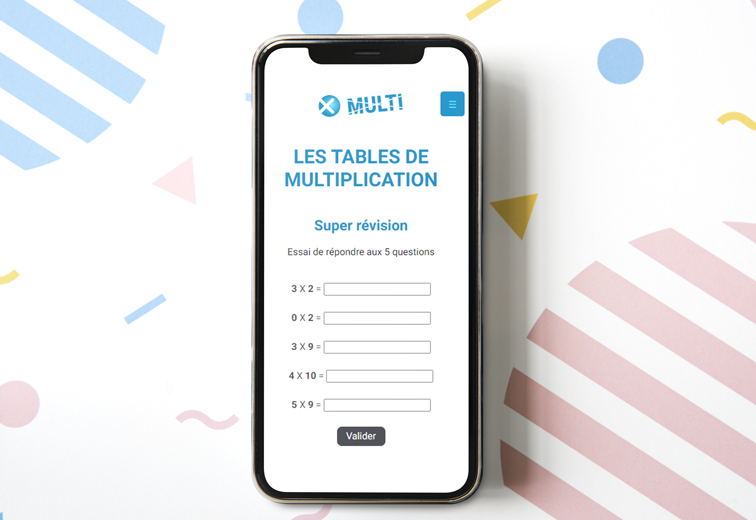 MULTi
LES TABLES DE
MULTIPLICATION
Super révision
Essai de répondre aux 5 questions
3 X 2 =
0 X 2 =
3 X 9 =
4 X 10 =
5 X 9 =
Valider